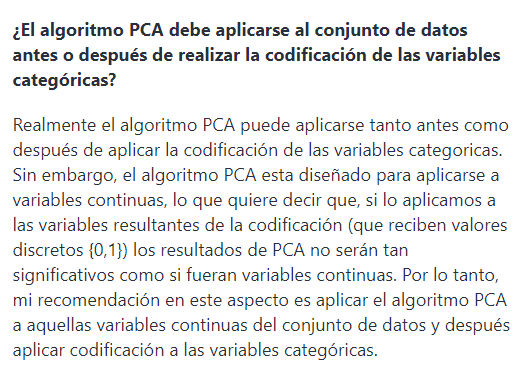 ¿El algoritmo PCA debe aplicarse al conjunto de datos
antes o después de realizar la codificación de las variables
categóricas?
Realmente el algoritmo PCA puede aplicarse tanto antes como
después de aplicar la codificación de las variables categoricas.
Sin embargo, el algoritmo PCA esta diseñado para aplicarse a
variables continuas, lo que quiere decir que, si lo aplicamos a
las variables resultantes de la codificación (que reciben valores
discretos {0,1}) los resultados de PCA no serán tan
significativos como si fueran variables continuas. Por lo tanto,
mi recomendación en este aspecto es aplicar el algoritmo PCA
a aquellas variables continuas del conjunto de datos y después
aplicar codificación a las variables categóricas.